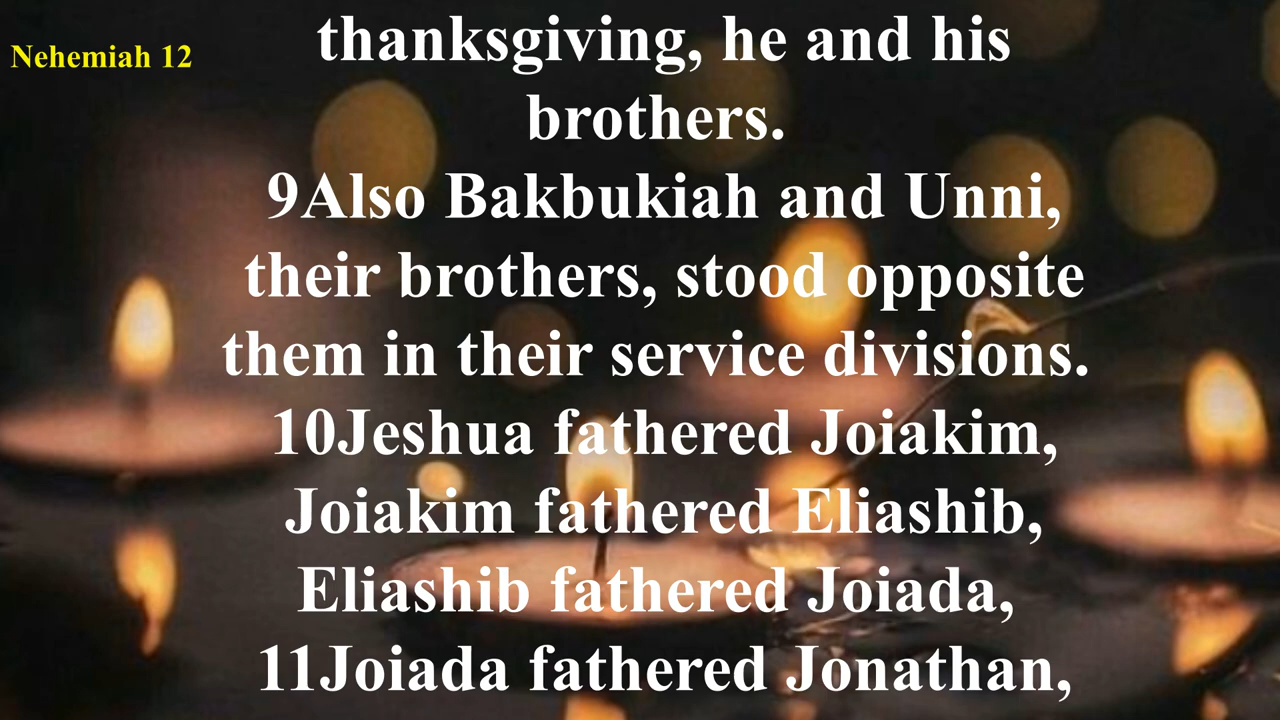 Nehemiah 12
thanksgiving, he and his
brothers.
9Also Bakbukiah and Unni,
their brothers, stood opposite
them in their service divisions.
10Jeshua fathered Joiakim,
Joiakim fathered Eliashib,
Eliashib fathered Joiada,
11Joiada fathered Jonathan,